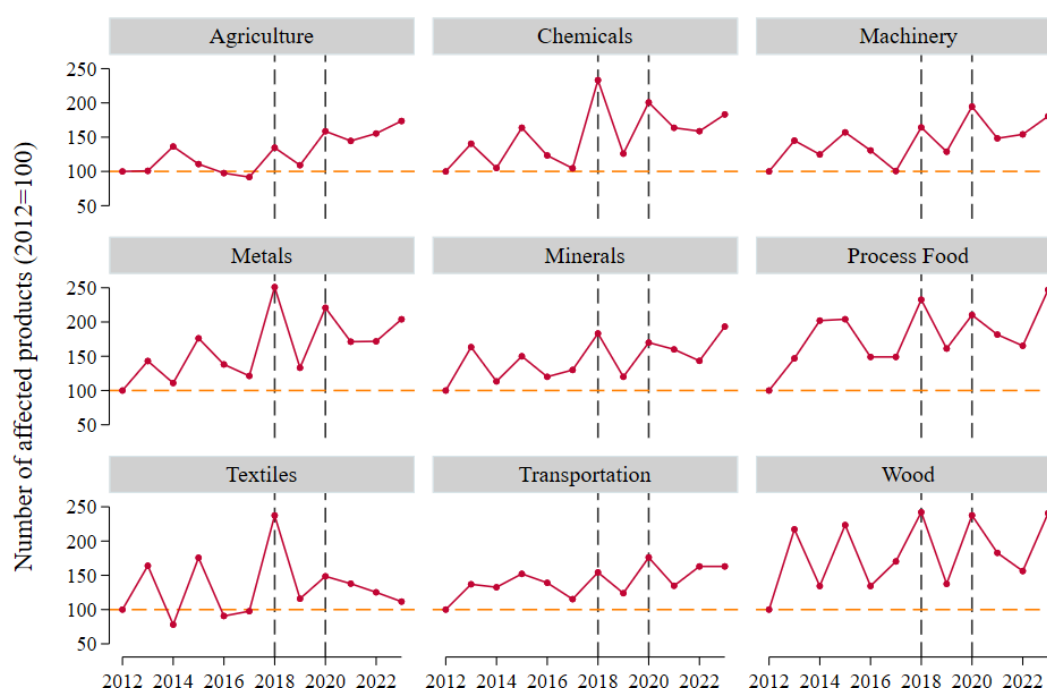 Number of affected products (2012=100)
Agriculture
Chemicals
Machinery
250
200
150
100
50
Metals
Minerals
Process Food
250
200
150
100
50
Textiles
Transportation
Wood
250
200
150
100
50
2012 2014 2016 2018 2020 2022
2012 2014 2016 2018 2020 2022
2012 2014 2016 2018 2020 2022